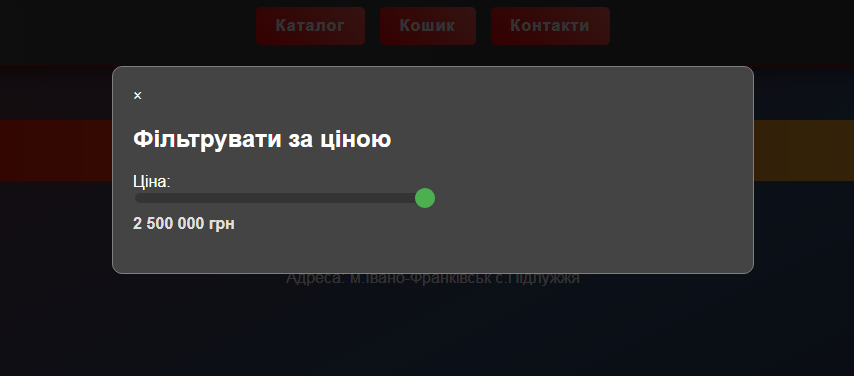 Каталог Кошик Контакти
×
Фільтрувати за ціною
Ціна:
2 500 000 грн
Адреса: м.Івано-Франківськ с.Підлужжя